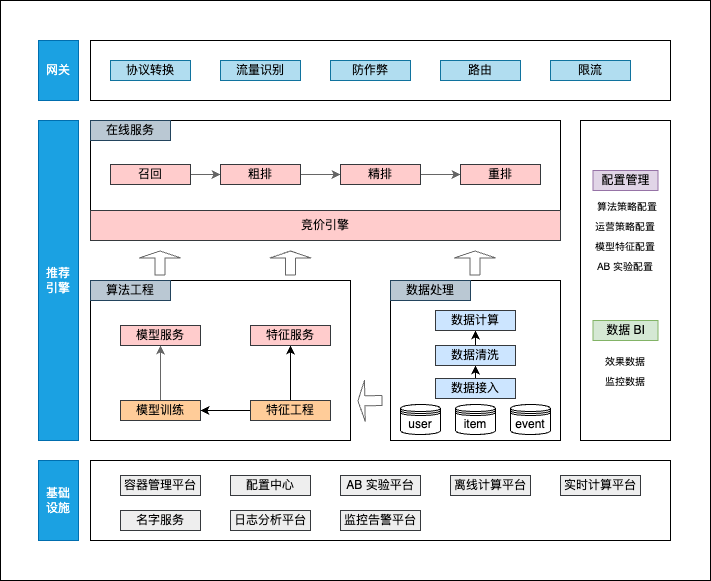 网关
协议转换
流量识别
防作弊
路由
限流
推荐
引擎
在线服务
召回
粗排
精排
重排
竞价引擎
算法工程
模型服务
特征服务
模型训练
特征工程
数据处理
数据计算
数据清洗
数据接入
user
item
event
配置管理
算法策略配置
运营策略配置
模型特征配置
AB 实验配置
数据 BI
效果数据
监控数据
基础
设施
容器管理平台
配置中心
AB 实验平台
离线计算平台
实时计算平台
名字服务
日志分析平台
监控告警平台